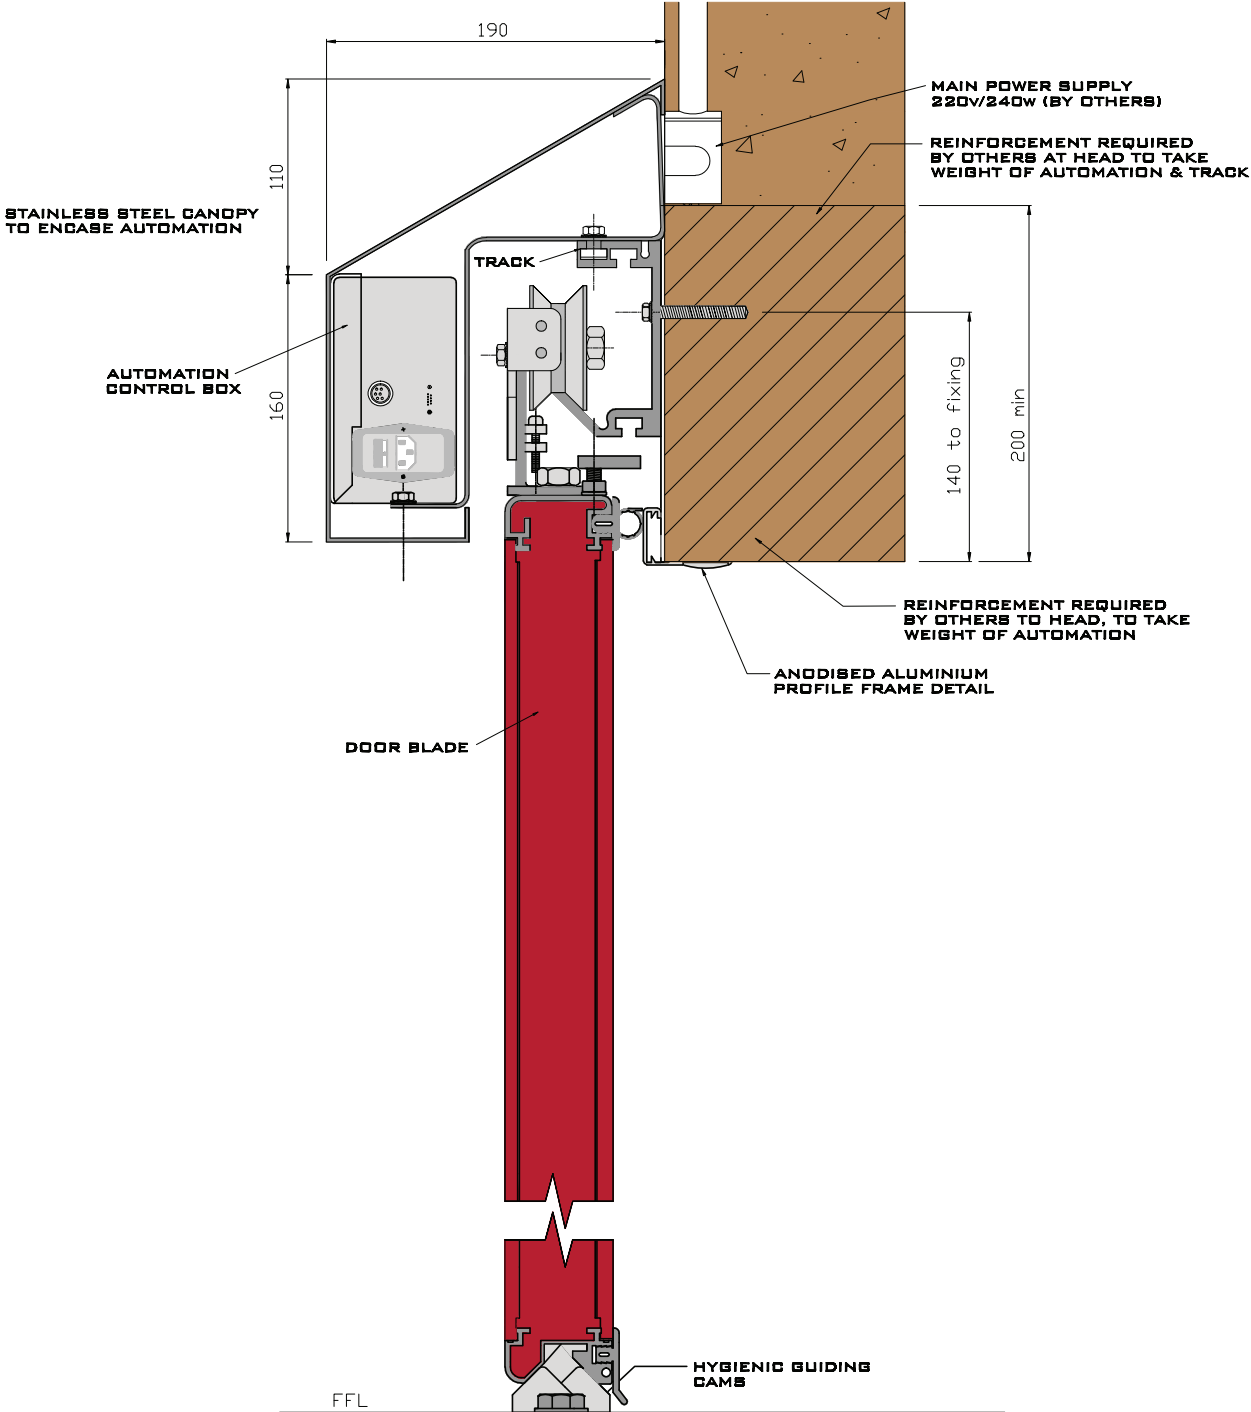 190
MAIN POWER SUPPLY
220V/240W (BY OTHERS)
REINFORCEMENT REQUIRED
BY OTHERS AT HEAD TO TAKE
WEIGHT OF AUTOMATION & TRACK
110
STAINLESS STEEL CANOPY
TO ENCASE AUTOMATION
TRACK
AUTOMATION
CONTROL BOX
160
140 to fixing
200 min
REINFORCEMENT REQUIRED
BY OTHERS TO HEAD, TO TAKE
WEIGHT OF AUTOMATION
ANODISED ALUMINIUM
PROFILE FRAME DETAIL
DOOR BLADE
HYGIENIC GUIDING
CAMS
FFL